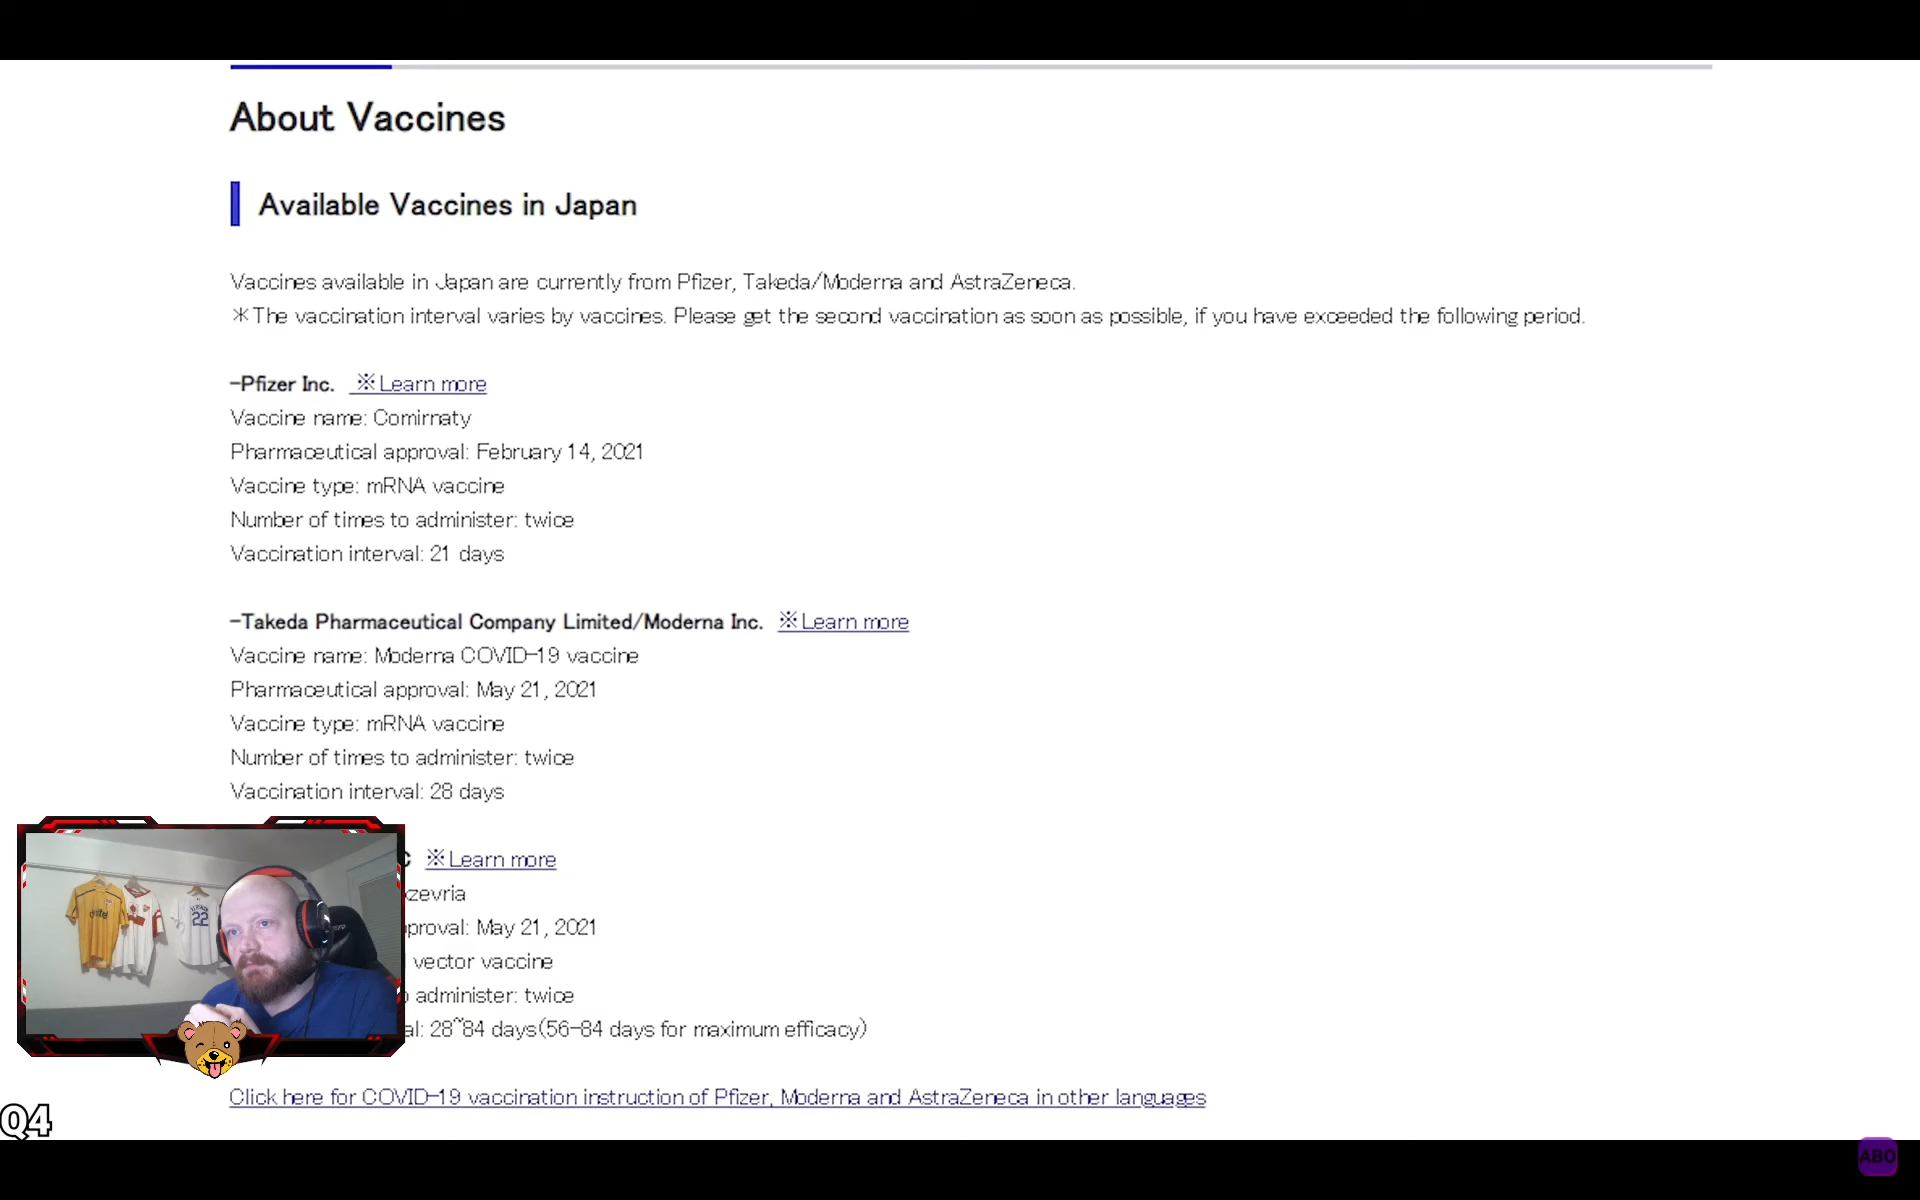 About Vaccines
Available Vaccines in Japan
Vaccines available in Japan are currently from Pfizer, Takeda/Moderna and AstraZeneca.
＊The vaccination interval varies by vaccines. Please get the second vaccination as soon as possible, if you have exceeded the following period.
-Pfizer Inc. ※Learn more
Vaccine name: Comirnaty
Pharmaceutical approval: February 14, 2021
Vaccine type: mRNA vaccine
Number of times to administer: twice
Vaccination interval: 21 days
-Takeda Pharmaceutical Company Limited/Moderna Inc. ※Learn more
Vaccine name: Moderna COVID-19 vaccine
Pharmaceutical approval: May 21, 2021
Vaccine type: mRNA vaccine
Number of times to administer: twice
Vaccination interval: 28 days
※Learn more
zevria
proval: May 21, 2021
vector vaccine
administer: twice
al: 28~84 days(56-84 days for maximum efficacy)
22
Click here for COVID-19 vaccination instruction of Pfizer, Moderna and AstraZeneca in other languages
Q4
ABO